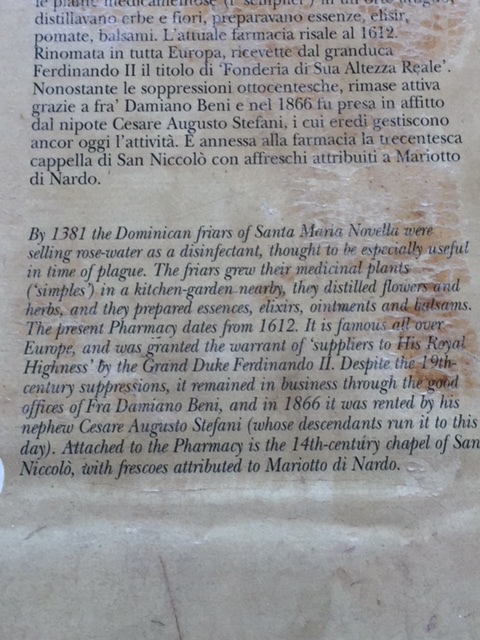 le piante medicamentose (i 'semplici') in un orto
distillavano erbe e fiori, preparavano essenze, elisir,
pomate, balsami. L'attuale farmacia risale al 1612.
Rinomata in tutta Europa, ricevette dal granduca
Ferdinando II il titolo di 'Fonderia di Sua Altezza Reale'.
Nonostante le soppressioni ottocentesche, rimase attiva
grazie a fra' Damiano Beni e nel 1866 fu presa in affitto
dal nipote Cesare Augusto Stefani, i cui eredi gestiscono
ancor oggi l'attività. È annessa alla farmacia la trecentesca
cappella di San Niccolò con affreschi attribuiti a Mariotto
di Nardo.
By 1381 the Dominican friars of Santa Maria Novella were
selling rose-water as a disinfectant, thought to be especially useful
in time of plague. The friars grew their medicinal plants
('simples') in a kitchen-garden nearby, they distilled flowers and
herbs, and they prepared essences, elixirs, ointments and balsams.
The present Pharmacy dates from 1612. It is famous all over
Europe, and was granted the warrant of 'suppliers to His Royal
Highness' by the Grand Duke Ferdinando II. Despite the 19th-
century suppressions, it remained in business through the good
offices of Fra Damiano Beni, and in 1866 it was rented by his
nephew Cesare Augusto Stefani (whose descendants run it to this
day). Attached to the Pharmacy is the 14th-century chapel of San
Niccolò, with frescoes attributed to Mariotto di Nardo.